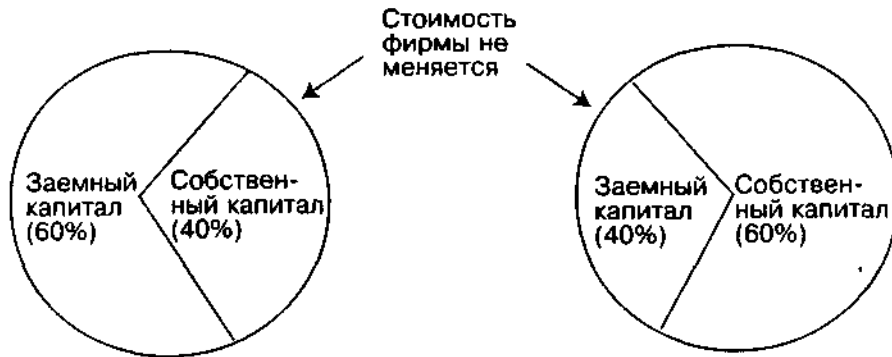 Стоимость
фирмы не
меняется
Заемный
капитал
(60%)
Собствен-
ный капитал
(40%)
Заемный
капитал
(40%)
Собствен-
ный капитал
(60%)